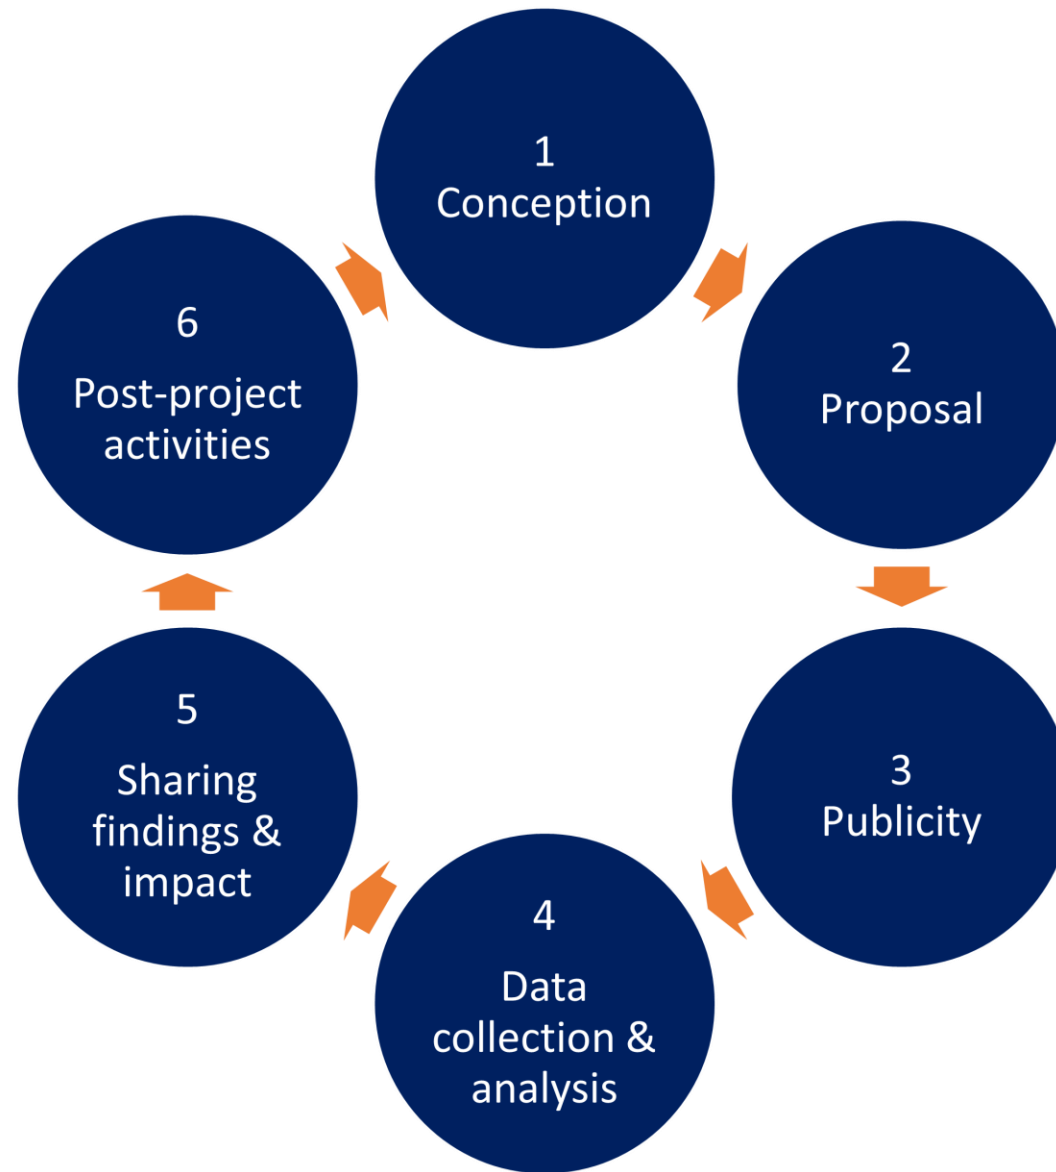 1
Conception
2
Proposal
3
Publicity
4
Data
collection &
analysis
5
Sharing
findings &
impact
6
Post-project
activities